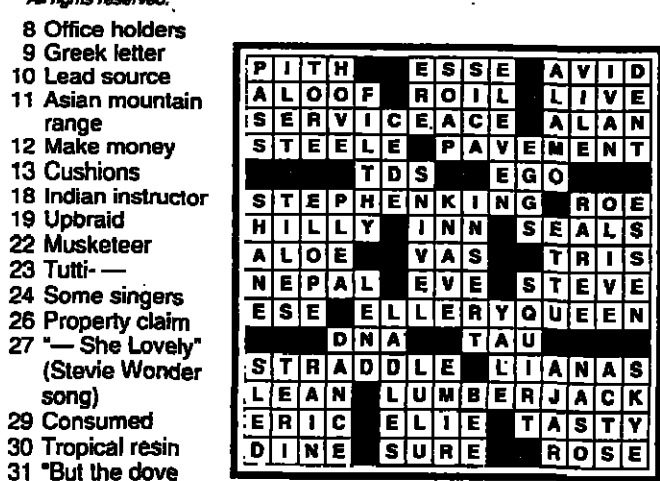 All rights reserved.
8 Office holders
9 Greek letter
10 Lead source
11 Asian mountain
range
12 Make money
13 Cushions
18 Indian instructor
19 Upbraid
22 Musketeer
23 Tutti- —
24 Some singers
26 Property claim
27 "— She Lovely"
(Stevie Wonder
song)
29 Consumed
30 Tropical resin
31 "But the dove
PITH ESSE AVID
ALOOF ROIL LIVE
SERVICEACE ALAN
STEELE PAVEMENT
TDS EGO
STEPHENKING ROE
HILLY INN SEALS
ALOE VAS TRIS
NEPAL EVE STEVE
ESE ELLERYQUEEN
DNA TAU
STRADDLE LIANAS
LEAN LUMBERJACK
ERIC ELIE TASTY
DINE SURE ROSE